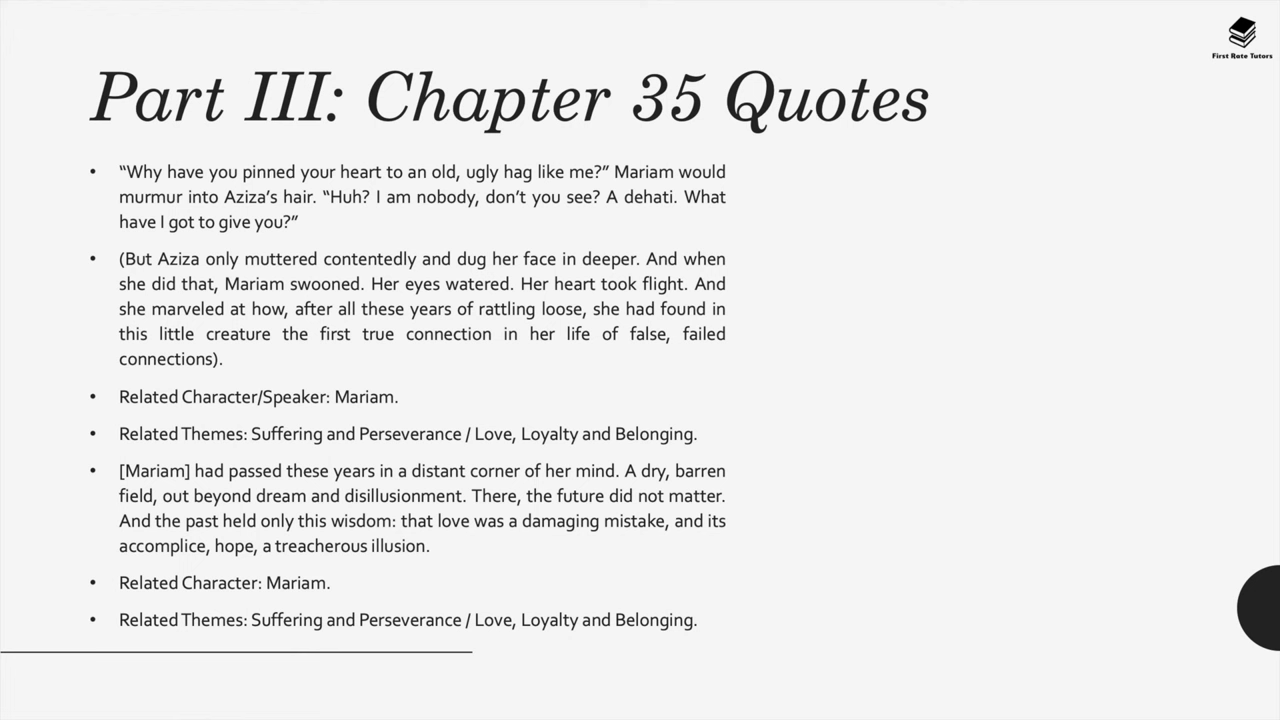 First Rate Tutors
Part III: Chapter 35 Quotes
• “Why have you pinned your heart to an old, ugly hag like me?” Mariam would
murmur into Aziza’s hair. “Huh? I am nobody, don’t you see? A dehati. What
have I got to give you?”
• (But Aziza only muttered contentedly and dug her face in deeper. And when
she did that, Mariam swooned. Her eyes watered. Her heart took flight. And
she marveled at how, after all these years of rattling loose, she had found in
this little creature the first true connection in her life of false, failed
connections).
• Related Character/Speaker: Mariam.
• Related Themes: Suffering and Perseverance / Love, Loyalty and Belonging.
• [Mariam] had passed these years in a distant corner of her mind. A dry, barren
field, out beyond dream and disillusionment. There, the future did not matter.
And the past held only this wisdom: that love was a damaging mistake, and its
accomplice, hope, a treacherous illusion.
• Related Character: Mariam.
• Related Themes: Suffering and Perseverance / Love, Loyalty and Belonging.